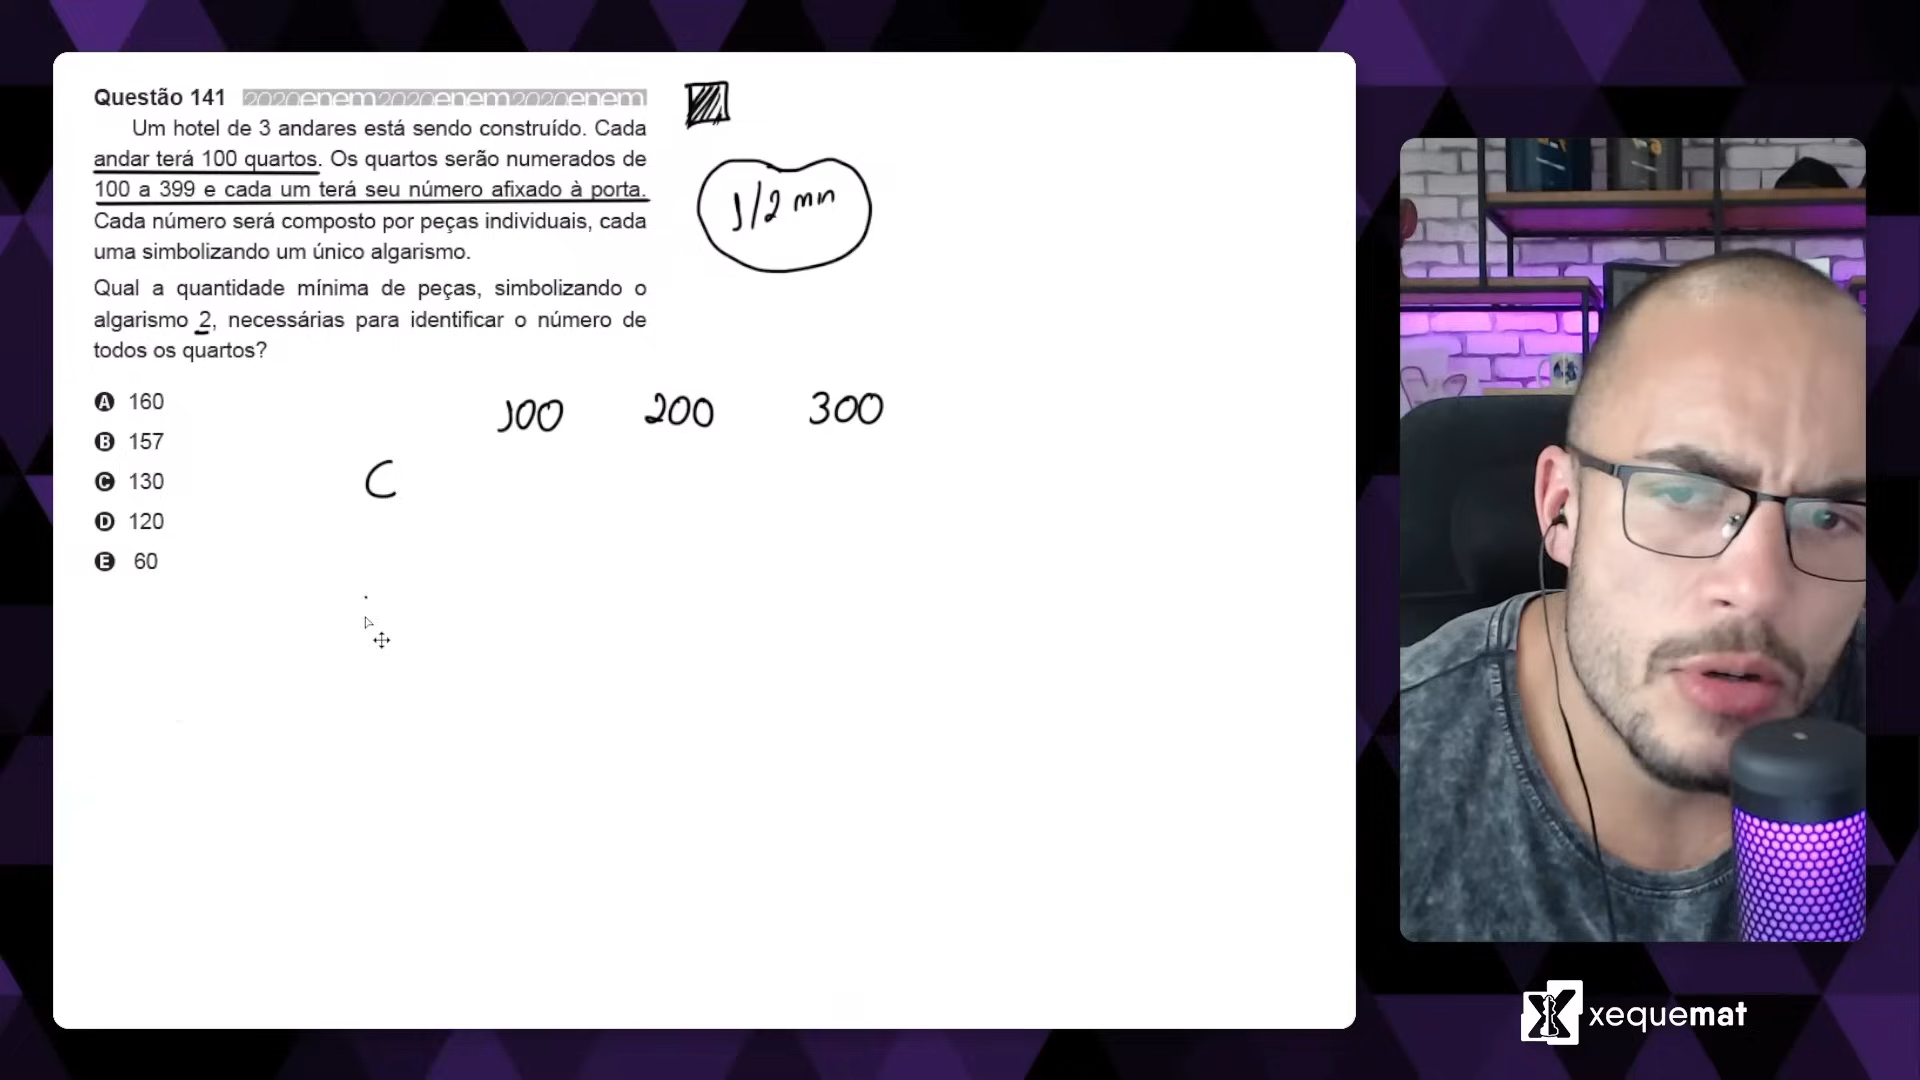 Questão 141 2020enem2020enem2020enem
Um hotel de 3 andares está sendo construído. Cada
andar terá 100 quartos. Os quartos serão numerados de
100 a 399 e cada um terá seu número afixado à porta.
Cada número será composto por peças individuais, cada
uma simbolizando um único algarismo.
Qual a quantidade mínima de peças, simbolizando o
algarismo 2, necessárias para identificar o número de
todos os quartos?
A 160
B 157
C 130
D 120
E 60
1/2 min
100 200 300
C
xequemat